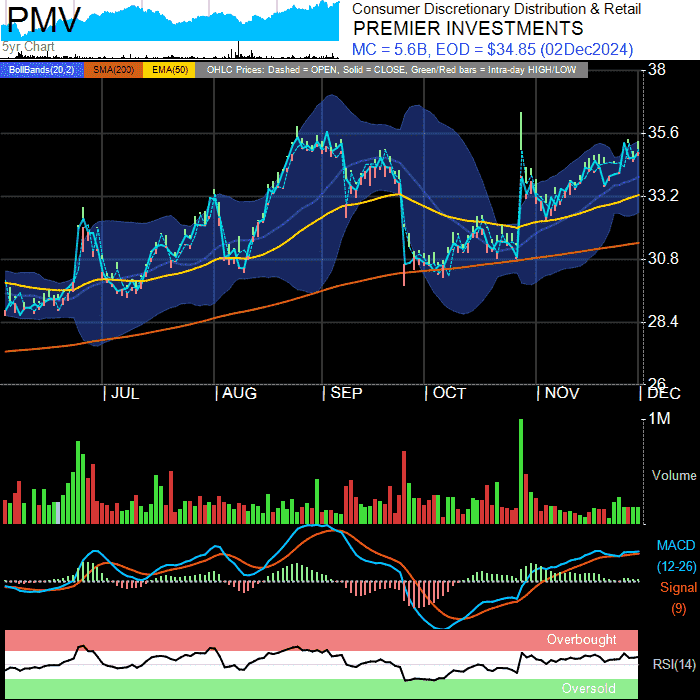 PMV
5yr Chart
Consumer Discretionary Distribution & Retail
PREMIER INVESTMENTS
MC = 5.6B, EOD = $34.85 (02Dec2024)
BollBands(20,2) SMA(200) EMA(50) OHLC Prices: Dashed = OPEN, Solid = CLOSE, Green/Red bars = Intra-day HIGH/LOW
38
35.6
33.2
30.8
28.4
26
JUL AUG SEP OCT NOV DEC
1M
Volume
MACD
(12-26)
Signal
(9)
Overbought
RSI(14)
Oversold